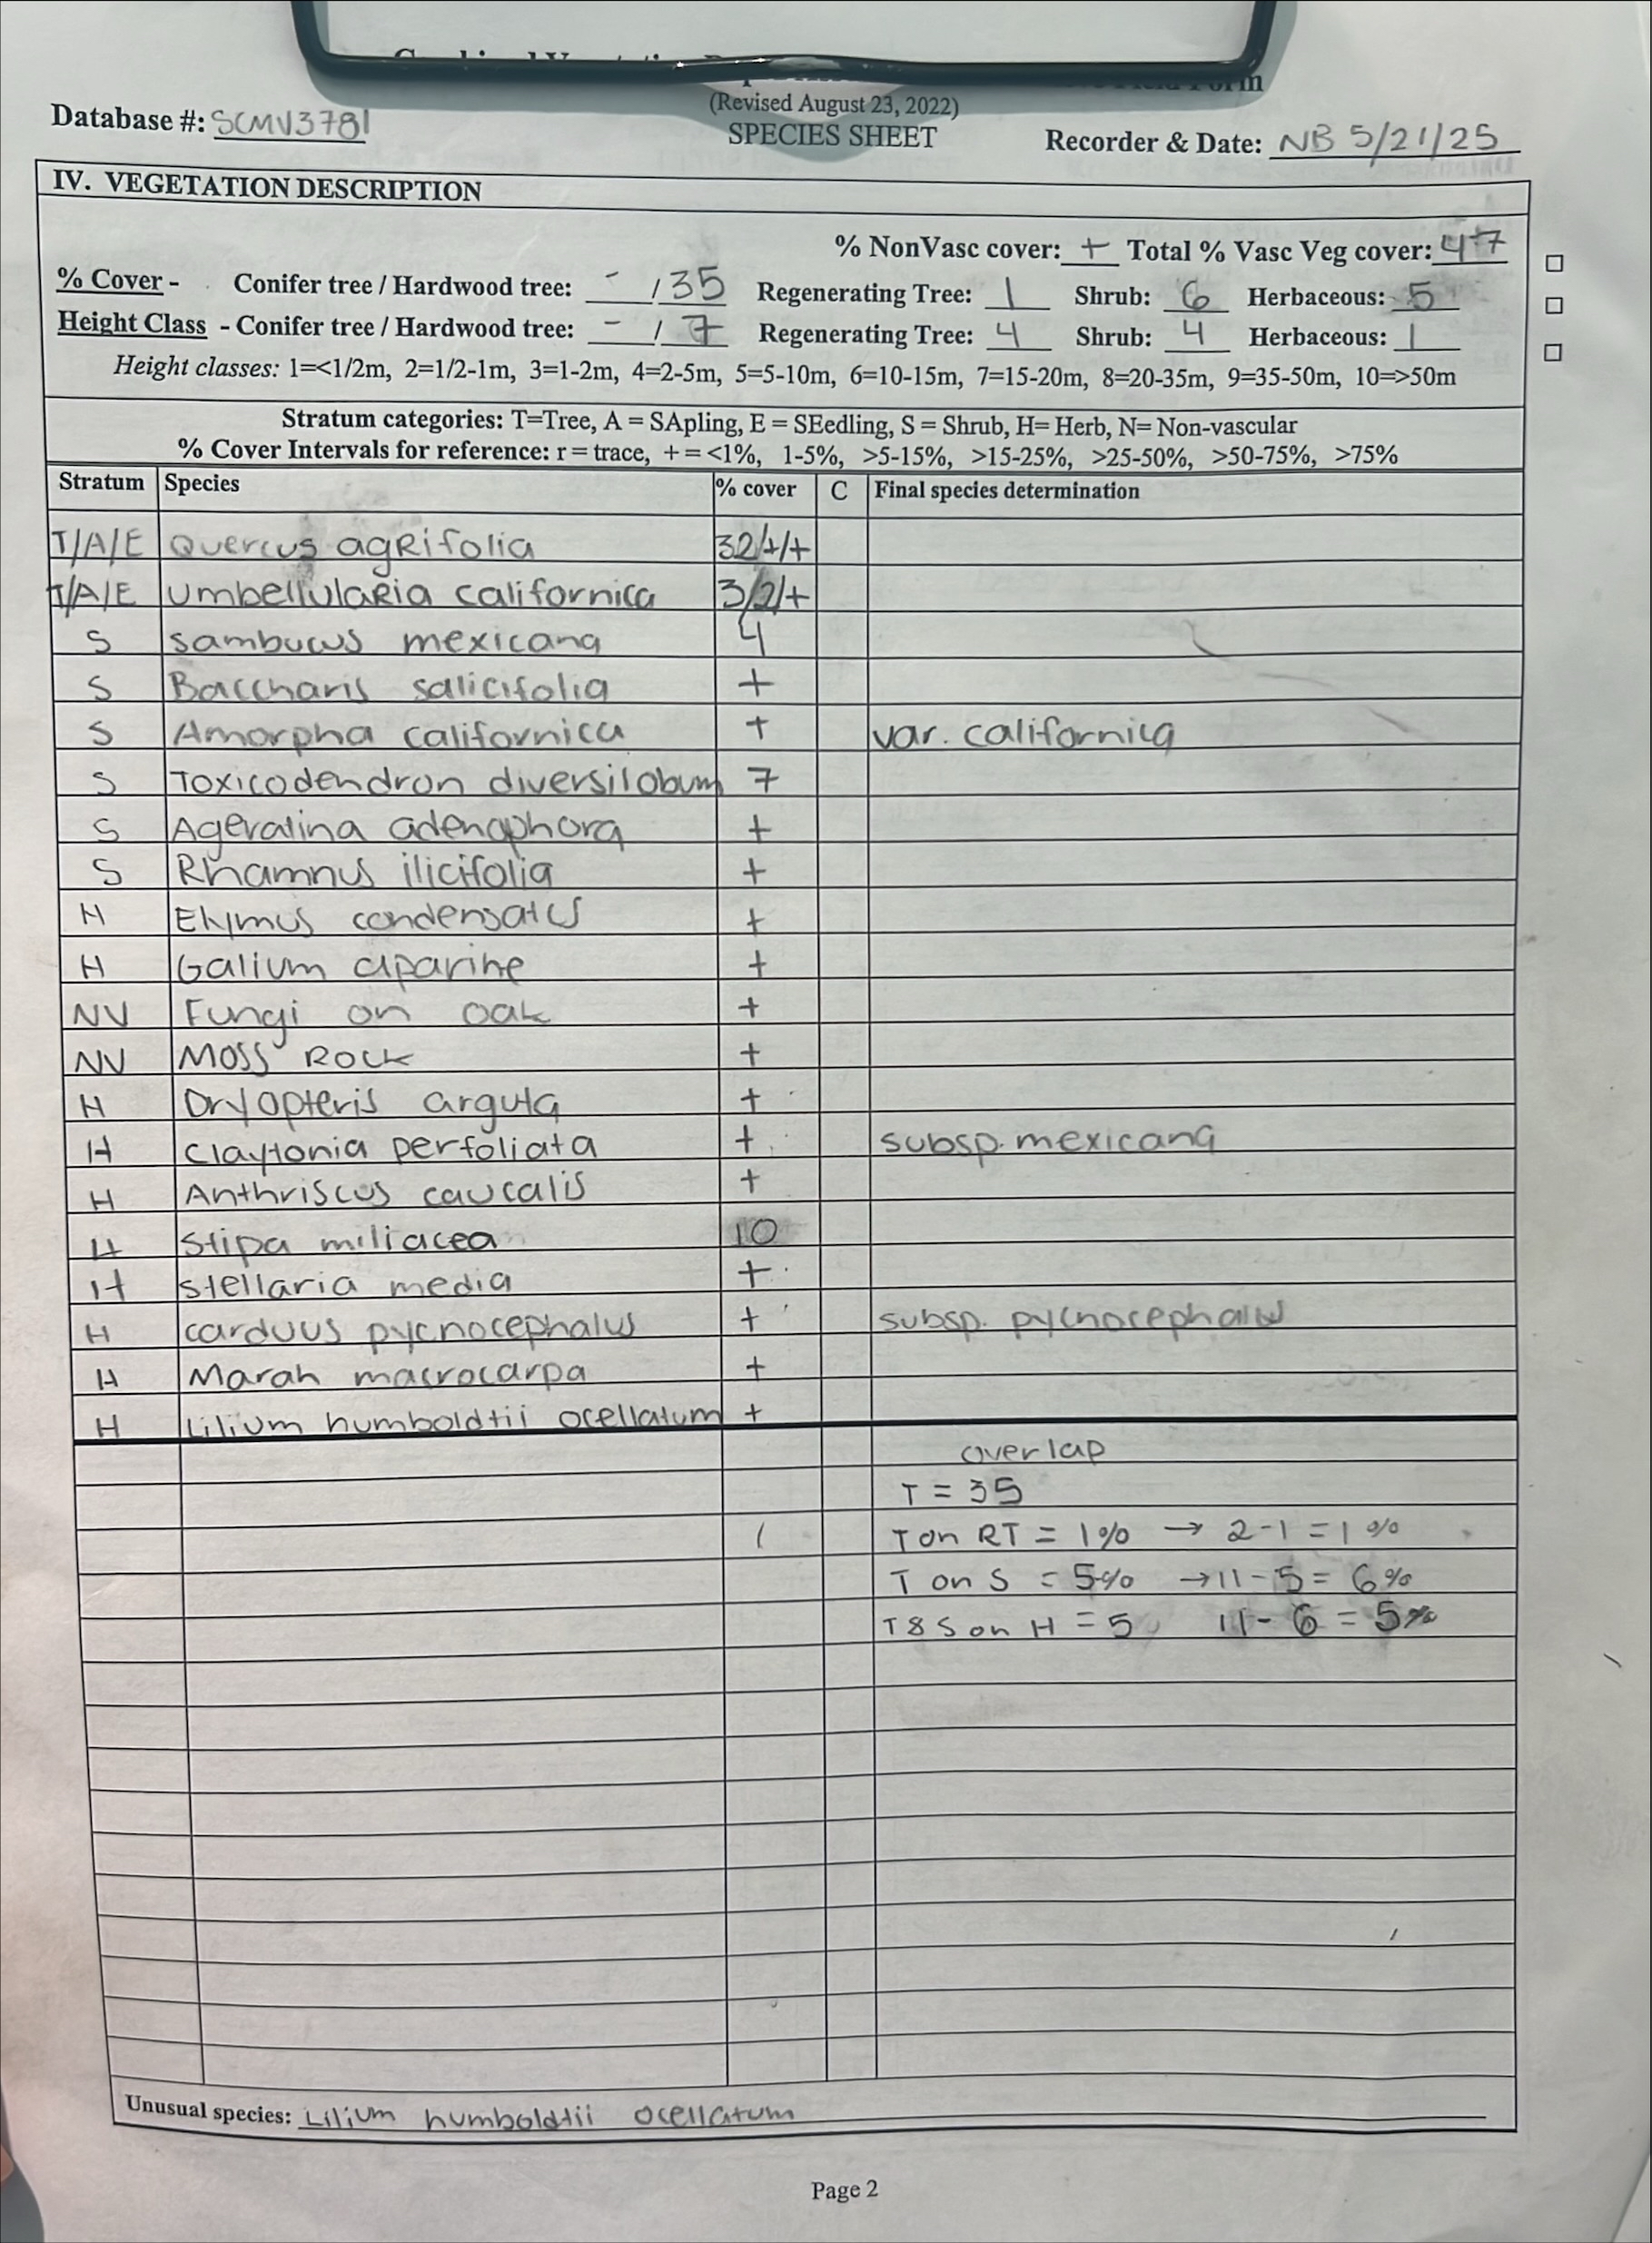 (Revised August 23, 2022)
Database #: SCMV3781 SPECIES SHEET Recorder & Date: NB 5/21/25
IV. VEGETATION DESCRIPTION
% NonVasc cover: + Total % Vasc Veg cover: 47
% Cover - Conifer tree / Hardwood tree: - / 35 Regenerating Tree: 1 Shrub: 6 Herbaceous: 5
Height Class - Conifer tree / Hardwood tree: - / 7 Regenerating Tree: 4 Shrub: 4 Herbaceous: 1
Height classes: 1=<1/2m, 2=1/2-1m, 3=1-2m, 4=2-5m, 5=5-10m, 6=10-15m, 7=15-20m, 8=20-35m, 9=35-50m, 10=>50m
Stratum categories: T=Tree, A = SApling, E = SEedling, S = Shrub, H= Herb, N= Non-vascular
% Cover Intervals for reference: r = trace, + = <1%, 1-5%, >5-15%, >15-25%, >25-50%, >50-75%, >75%
Stratum Species % cover C Final species determination
T/A/E Quercus agrifolia 32/+/+
T/A/E Umbellularia californica 3/2/+
S Sambucus mexicana 4
S Baccharis salicifolia +
S Amorpha californica + var. californica
S Toxicodendron diversilobum 7
S Ageratina adenophora +
S Rhamnus ilicifolia +
H Elymus condensatus +
H Galium aparine +
NV Fungi on oak +
NV Moss Rock +
H Dryopteris arguta +
H Claytonia perfoliata + subsp. mexicana
H Anthriscus caucalis +
H Stipa miliacea 10
H Stellaria media +
H Carduus pycnocephalus + subsp. pycnocephalus
H Marah macrocarpa +
H Lilium humboldtii ocellatum +
overlap
T = 35
T on RT = 1% → 2-1 = 1%
T on S = 5% → 11-5 = 6%
T&S on H = 5 11-6 = 5%
Unusual species: Lilium humboldtii ocellatum
Page 2